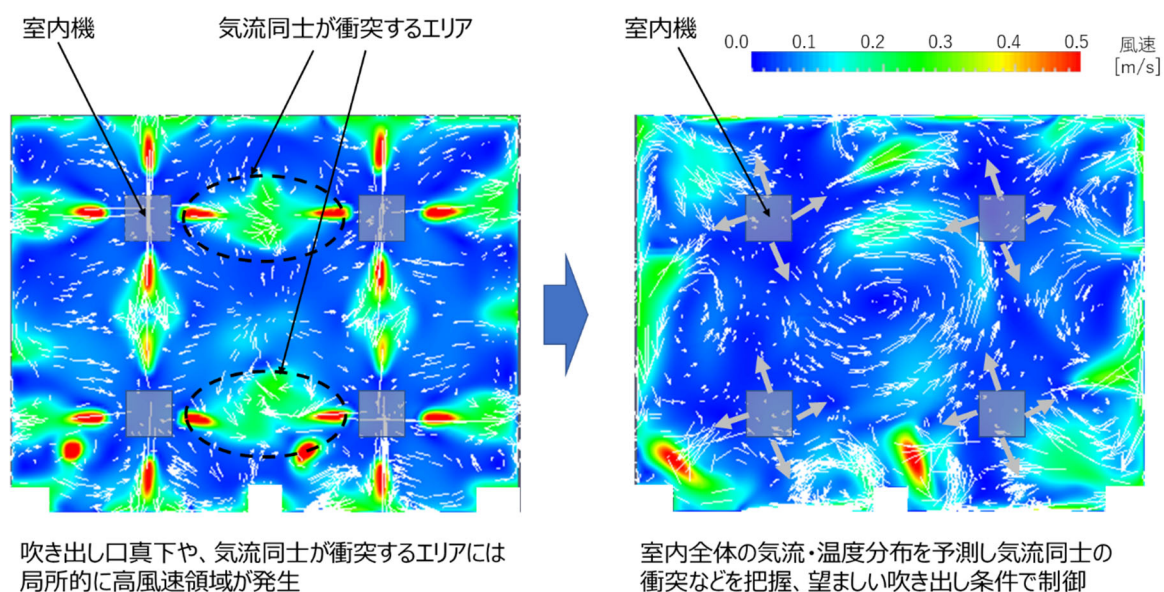 室内機
気流同士が衝突するエリア
室内機
0.0 0.1 0.2 0.3 0.4 0.5
風速
[m/s]
吹き出し口真下や、気流同士が衝突するエリアには
局所的に高風速領域が発生
室内全体の気流・温度分布を予測し気流同士の
衝突などを把握、望ましい吹き出し条件で制御